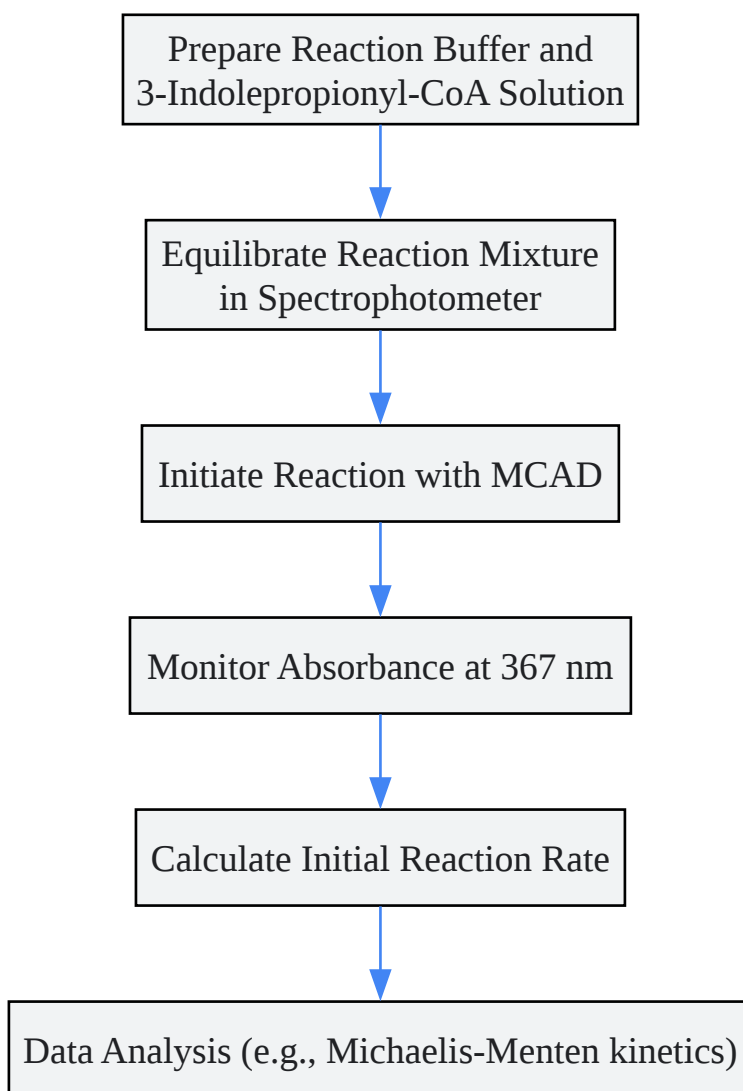 Prepare Reaction Buffer and
3-Indolepropionyl-CoA Solution
Equilibrate Reaction Mixture
in Spectrophotometer
Initiate Reaction with MCAD
Monitor Absorbance at 367 nm
Calculate Initial Reaction Rate
Data Analysis (e.g., Michaelis-Menten kinetics)